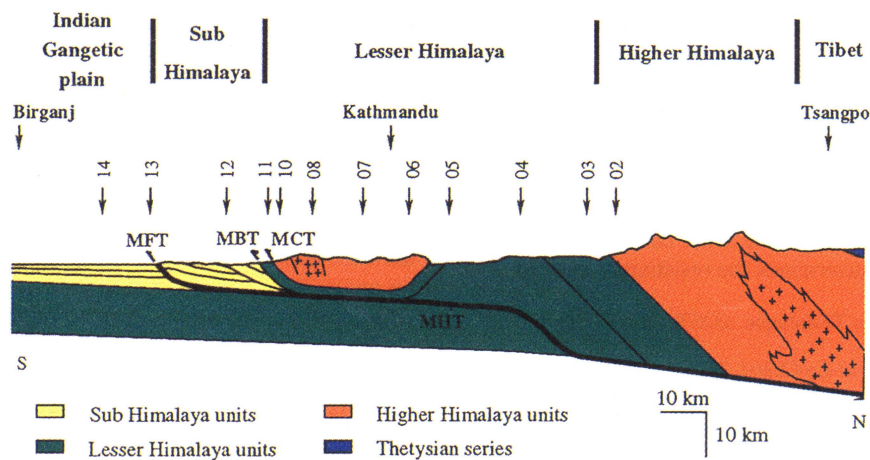 Indian
Gangetic
plain
Sub
Himalaya
Lesser Himalaya
Higher Himalaya
Tibet
Birganj
Kathmandu
Tsangpo
14
13
12
11
10
08
07
06
05
04
03
02
MFT
MBT
MCT
MHT
S
N
Sub Himalaya units
Higher Himalaya units
Lesser Himalaya units
Thetysian series
10 km
10 km